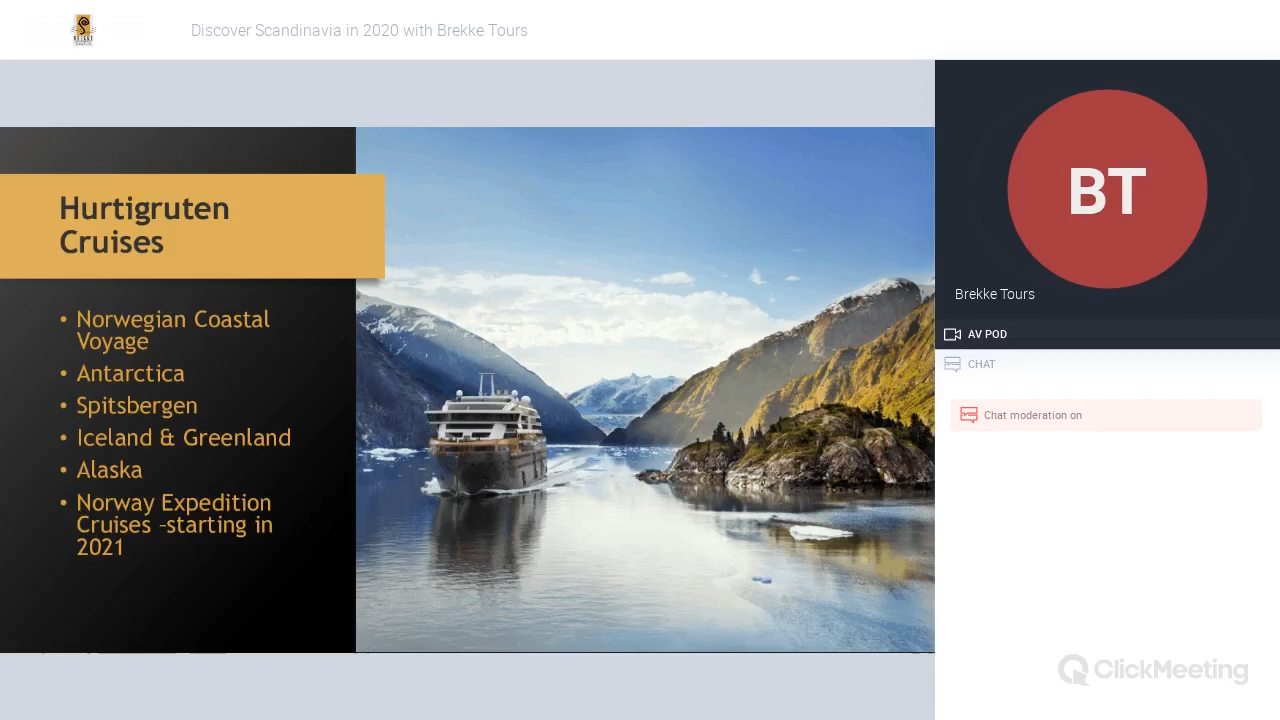 Discover Scandinavia in 2020 with Brekke Tours
Hurtigruten
Cruises
• Norwegian Coastal
Voyage
• Antarctica
• Spitsbergen
• Iceland & Greenland
• Alaska
• Norway Expedition
Cruises –starting in
2021
BT
Brekke Tours
AV POD
CHAT
Chat moderation on
ClickMeeting